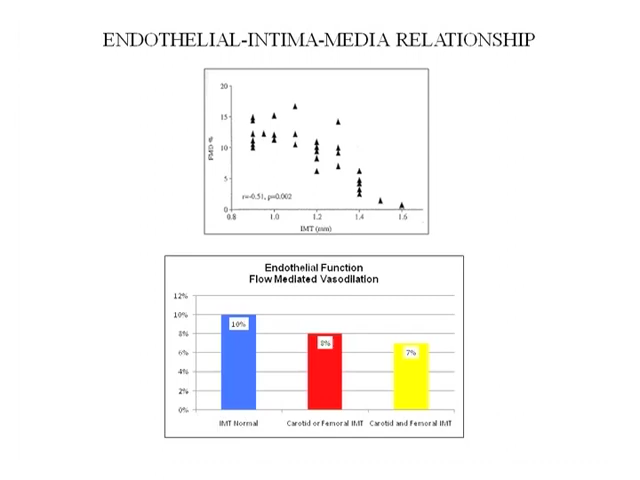 ENDOTHELIAL-INTIMA-MEDIA RELATIONSHIP
20
15
10
5
0
FMD %
r=-0.51, p=0.002
0.8 1.0 1.2 1.4 1.6
IMT (mm)
Endothelial Function
Flow Mediated Vasodilation
12%
10%
8%
6%
4%
2%
0%
10%
8%
7%
IMT Normal Carotid or Femoral IMT Carotid and Femoral IMT